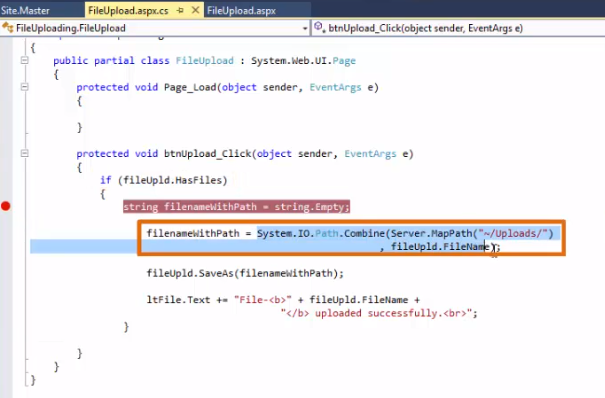 Site.Master FileUpload.aspx.cs FileUpload.aspx
FileUploading.FileUpload btnUpload_Click(object sender, EventArgs e)
{
public partial class FileUpload : System.Web.UI.Page
{
protected void Page_Load(object sender, EventArgs e)
{
}
protected void btnUpload_Click(object sender, EventArgs e)
{
if (fileUpld.HasFiles)
{
string filenameWithPath = string.Empty;
filenameWithPath = System.IO.Path.Combine(Server.MapPath("~/Uploads/")
, fileUpld.FileName);
fileUpld.SaveAs(filenameWithPath);
ltFile.Text += "File-<b>" + fileUpld.FileName +
"</b> uploaded successfully.<br>";
}
}
}
}